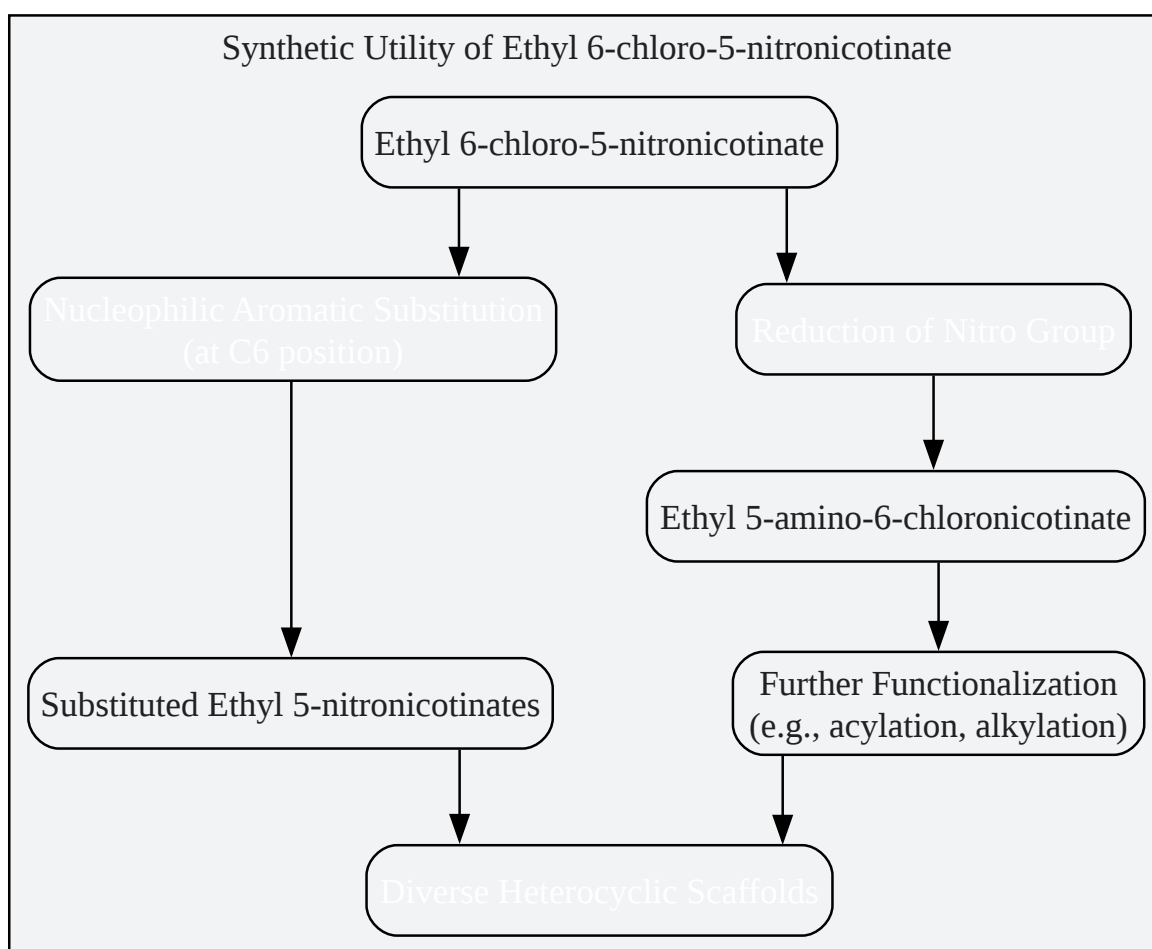 Synthetic Utility of Ethyl 6-chloro-5-nitronicotinate
Ethyl 6-chloro-5-nitronicotinate
Nucleophilic Aromatic Substitution
(at C6 position)
Reduction of Nitro Group
Ethyl 5-amino-6-chloronicotinate
Substituted Ethyl 5-nitronicotinates
Further Functionalization
(e.g., acylation, alkylation)
Diverse Heterocyclic Scaffolds